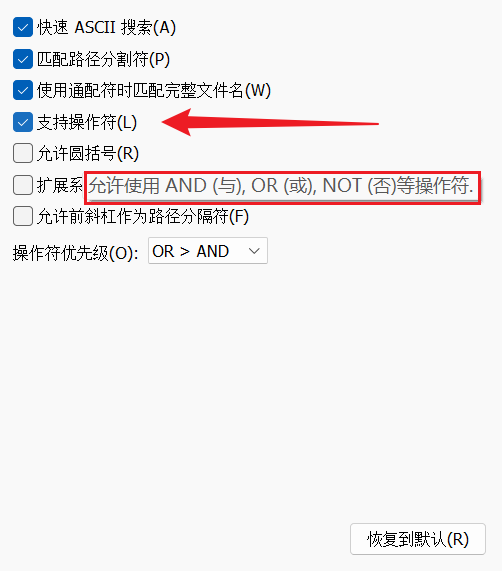 快速 ASCII 搜索(A)
匹配路径分割符(P)
使用通配符时匹配完整文件名(W)
支持操作符(L)
允许圆括号(R)
扩展系
允许使用 AND (与), OR (或), NOT (否)等操作符.
允许前斜杠作为路径分隔符(F)
操作符优先级(O): OR > AND
恢复到默认(R)